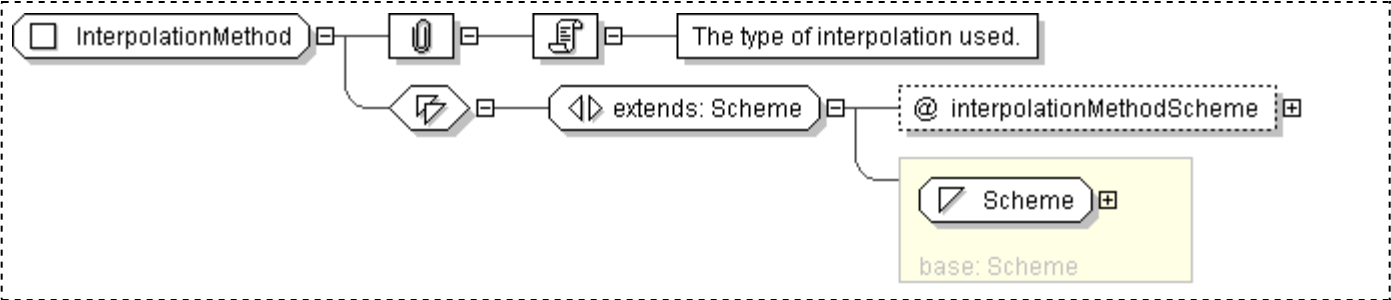 InterpolationMethod
The type of interpolation used.
extends: Scheme
@ interpolationMethodScheme
Scheme
base: Scheme